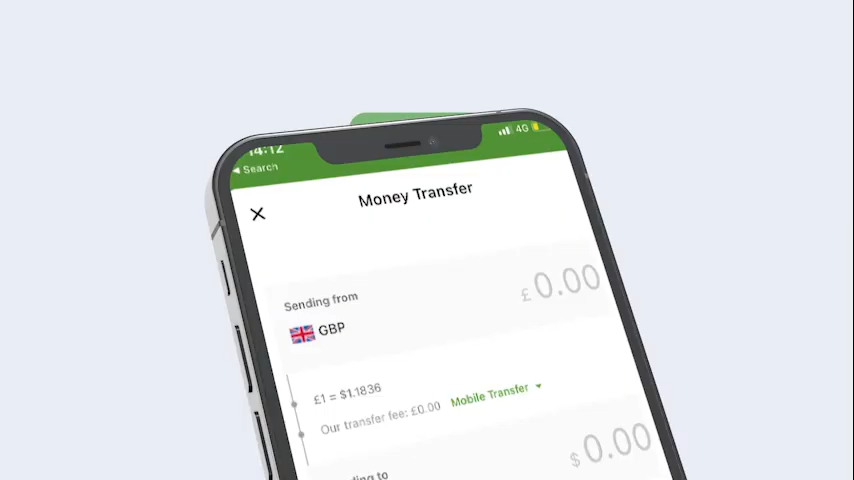 14:12
4G
◀ Search
Money Transfer
Sending from
£0.00
GBP
£1 = $1.1836
Our transfer fee: £0.00 Mobile Transfer
$0.00